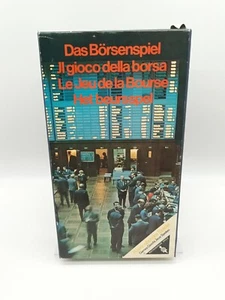 Das Börsenspiel
Il gioco della borsa
Le Jeu de la Bourse
Het beursspel